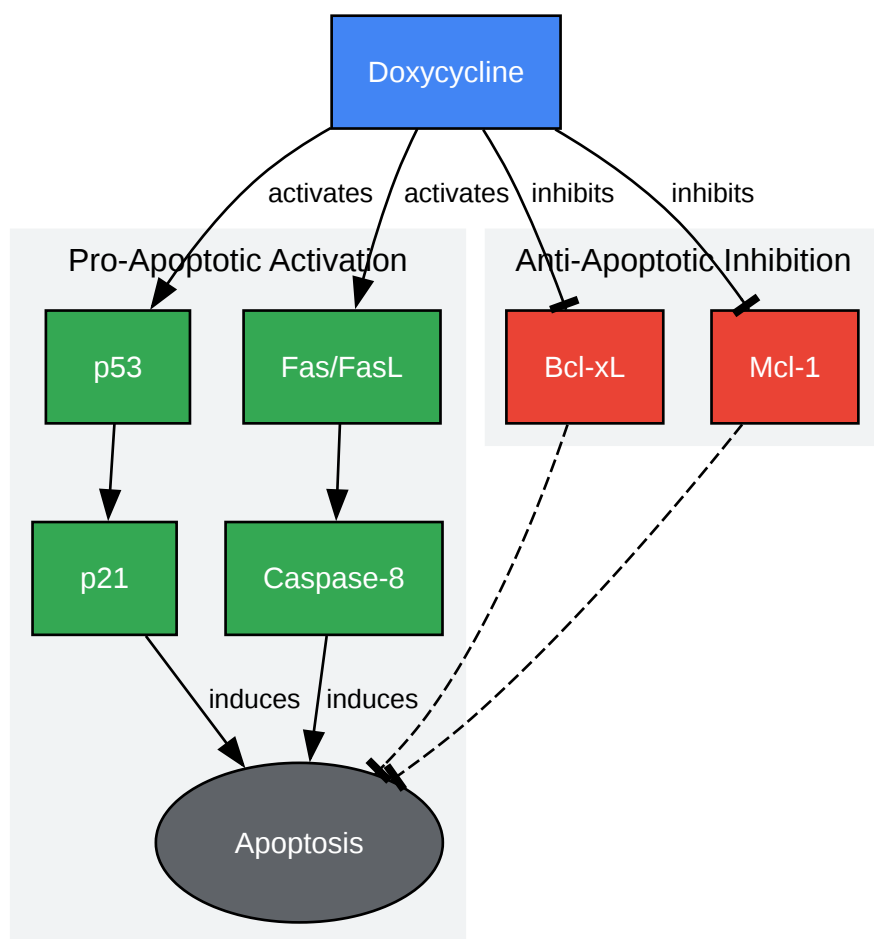 Doxycycline
activates
activates
inhibits
inhibits
Pro-Apoptotic Activation
Anti-Apoptotic Inhibition
p53
Fas/FasL
Bcl-xL
Mcl-1
p21
Caspase-8
induces
induces
Apoptosis